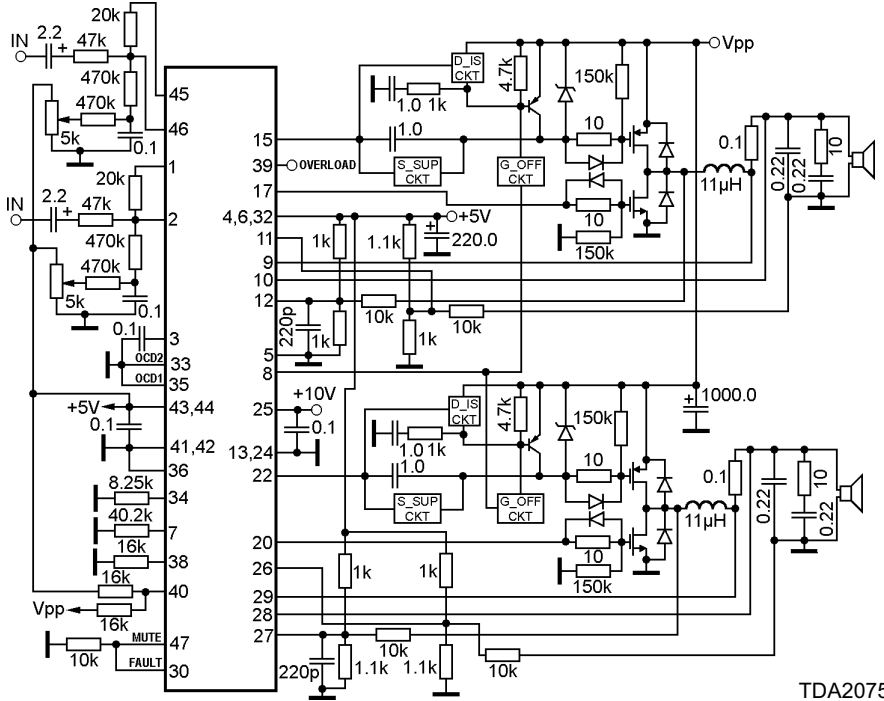 20k
IN
2.2
+
47k
470k
470k
5k
0.1
45
46
1
20k
IN
2.2
+
47k
2
470k
470k
5k
0.1
0.1
3
OCD2
33
OCD1
35
+5V
43,44
0.1
41,42
36
8.25k
34
40.2k
7
16k
38
16k
40
Vpp
16k
MUTE
47
10k
FAULT
30
15
39
OVERLOAD
17
4,6,32
+5V
11
9
10
12
5
8
25
+10V
0.1
13,24
22
20
26
29
28
27
D_IS
CKT
4.7k
1.0
1k
1.0
S_SUP
CKT
G_OFF
CKT
150k
10
10
150k
Vpp
11µH
0.1
0.22
0.22
10
1k
1.1k
+
220.0
220p
1k
10k
1k
10k
D_IS
CKT
4.7k
1.0
1k
1.0
S_SUP
CKT
G_OFF
CKT
150k
10
10
150k
+
1000.0
11µH
0.1
0.22
10
0.22
1k
1k
220p
1.1k
10k
1.1k
10k
TDA2075